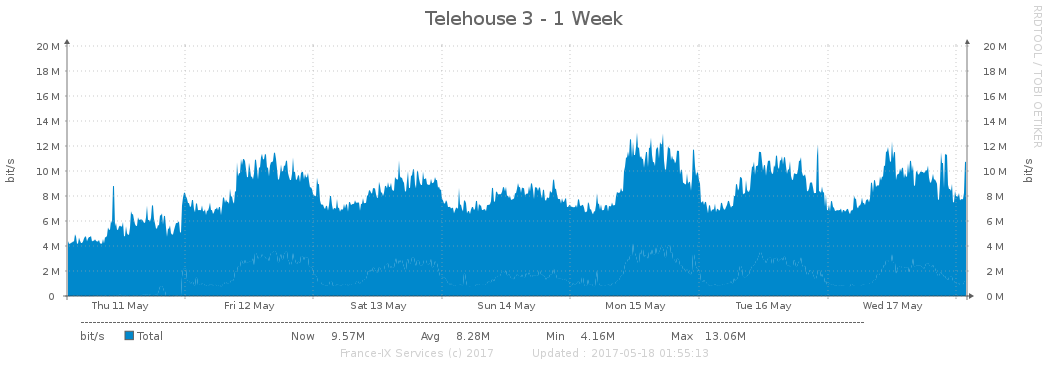 Telehouse 3 - 1 Week
RRDTOOL / TOBI OETIKER
bit/s
20 M 20 M
18 M 18 M
16 M 16 M
14 M 14 M
12 M 12 M
10 M 10 M
8 M 8 M
6 M 6 M
4 M 4 M
2 M 2 M
0 0 M
bit/s
Thu 11 May Fri 12 May Sat 13 May Sun 14 May Mon 15 May Tue 16 May Wed 17 May
bit/s Total Now 9.57M Avg 8.28M Min 4.16M Max 13.06M
France-IX Services (c) 2017 Updated : 2017-05-18 01:55:13